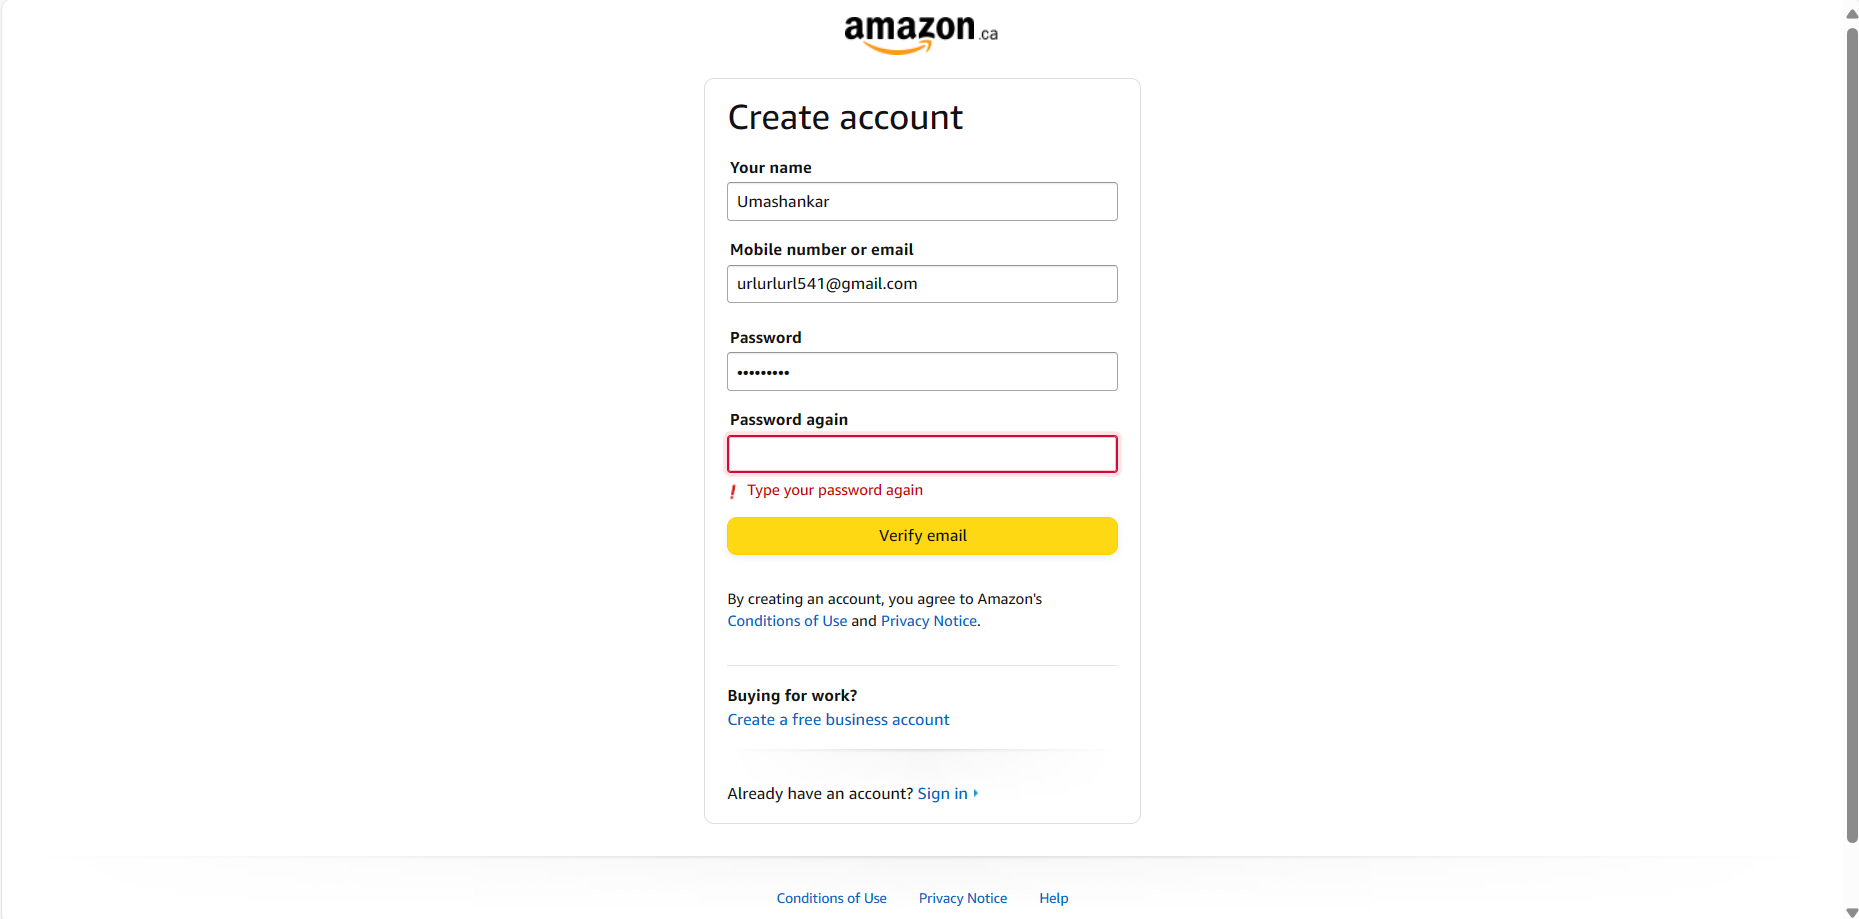 amazon.ca
Create account
Your name
Umashankar
Mobile number or email
urlurlurl541@gmail.com
Password
•••••••••
Password again
! Type your password again
Verify email
By creating an account, you agree to Amazon's
Conditions of Use and Privacy Notice.
Buying for work?
Create a free business account
Already have an account? Sign in
Conditions of Use Privacy Notice Help